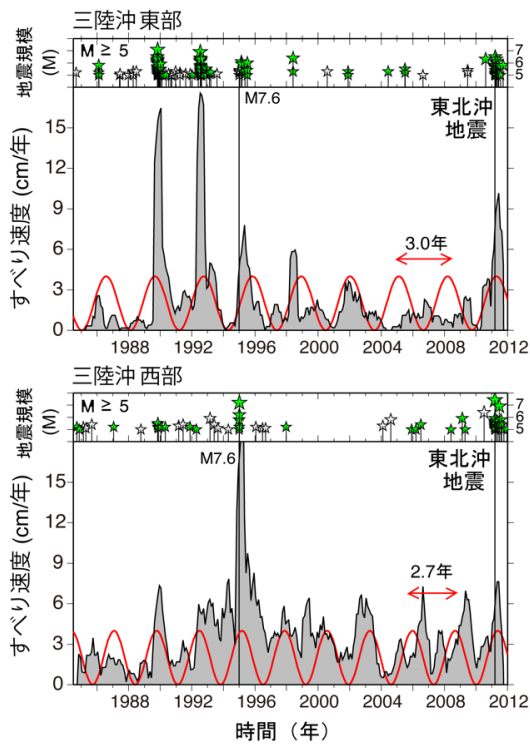 三陸沖 東部
地震規模
(M)
M ≥ 5
7
6
5
M7.6
東北沖
地震
すべり速度 (cm/年)
15
12
9
6
3
0
3.0年
1988 1992 1996 2000 2004 2008 2012
三陸沖 西部
地震規模
(M)
M ≥ 5
7
6
5
M7.6
東北沖
地震
すべり速度 (cm/年)
15
12
9
6
3
0
2.7年
1988 1992 1996 2000 2004 2008 2012
時間（年）